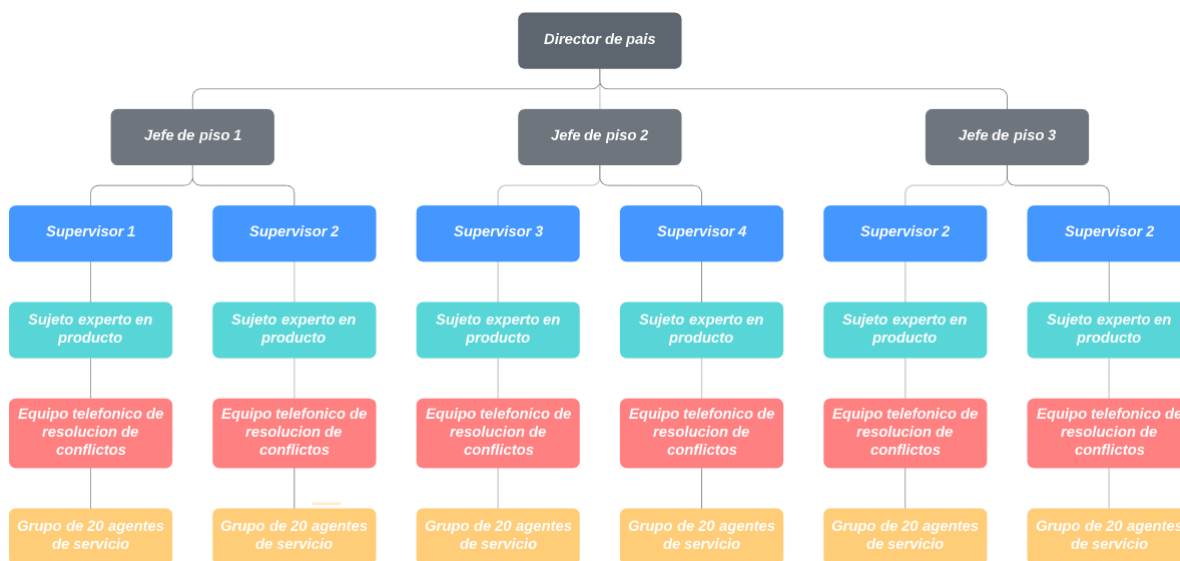 Director de pais
Jefe de piso 1
Jefe de piso 2
Jefe de piso 3
Supervisor 1
Supervisor 2
Supervisor 3
Supervisor 4
Supervisor 2
Supervisor 2
Sujeto experto en
producto
Sujeto experto en
producto
Sujeto experto en
producto
Sujeto experto en
producto
Sujeto experto en
producto
Sujeto experto en
producto
Equipo telefonico de
resolucion de
conflictos
Equipo telefonico de
resolucion de
conflictos
Equipo telefonico de
resolucion de
conflictos
Equipo telefonico de
resolucion de
conflictos
Equipo telefonico de
resolucion de
conflictos
Equipo telefonico de
resolucion de
conflictos
Grupo de 20 agentes
de servicio
Grupo de 20 agentes
de servicio
Grupo de 20 agentes
de servicio
Grupo de 20 agentes
de servicio
Grupo de 20 agentes
de servicio
Grupo de 20 agentes
de servicio